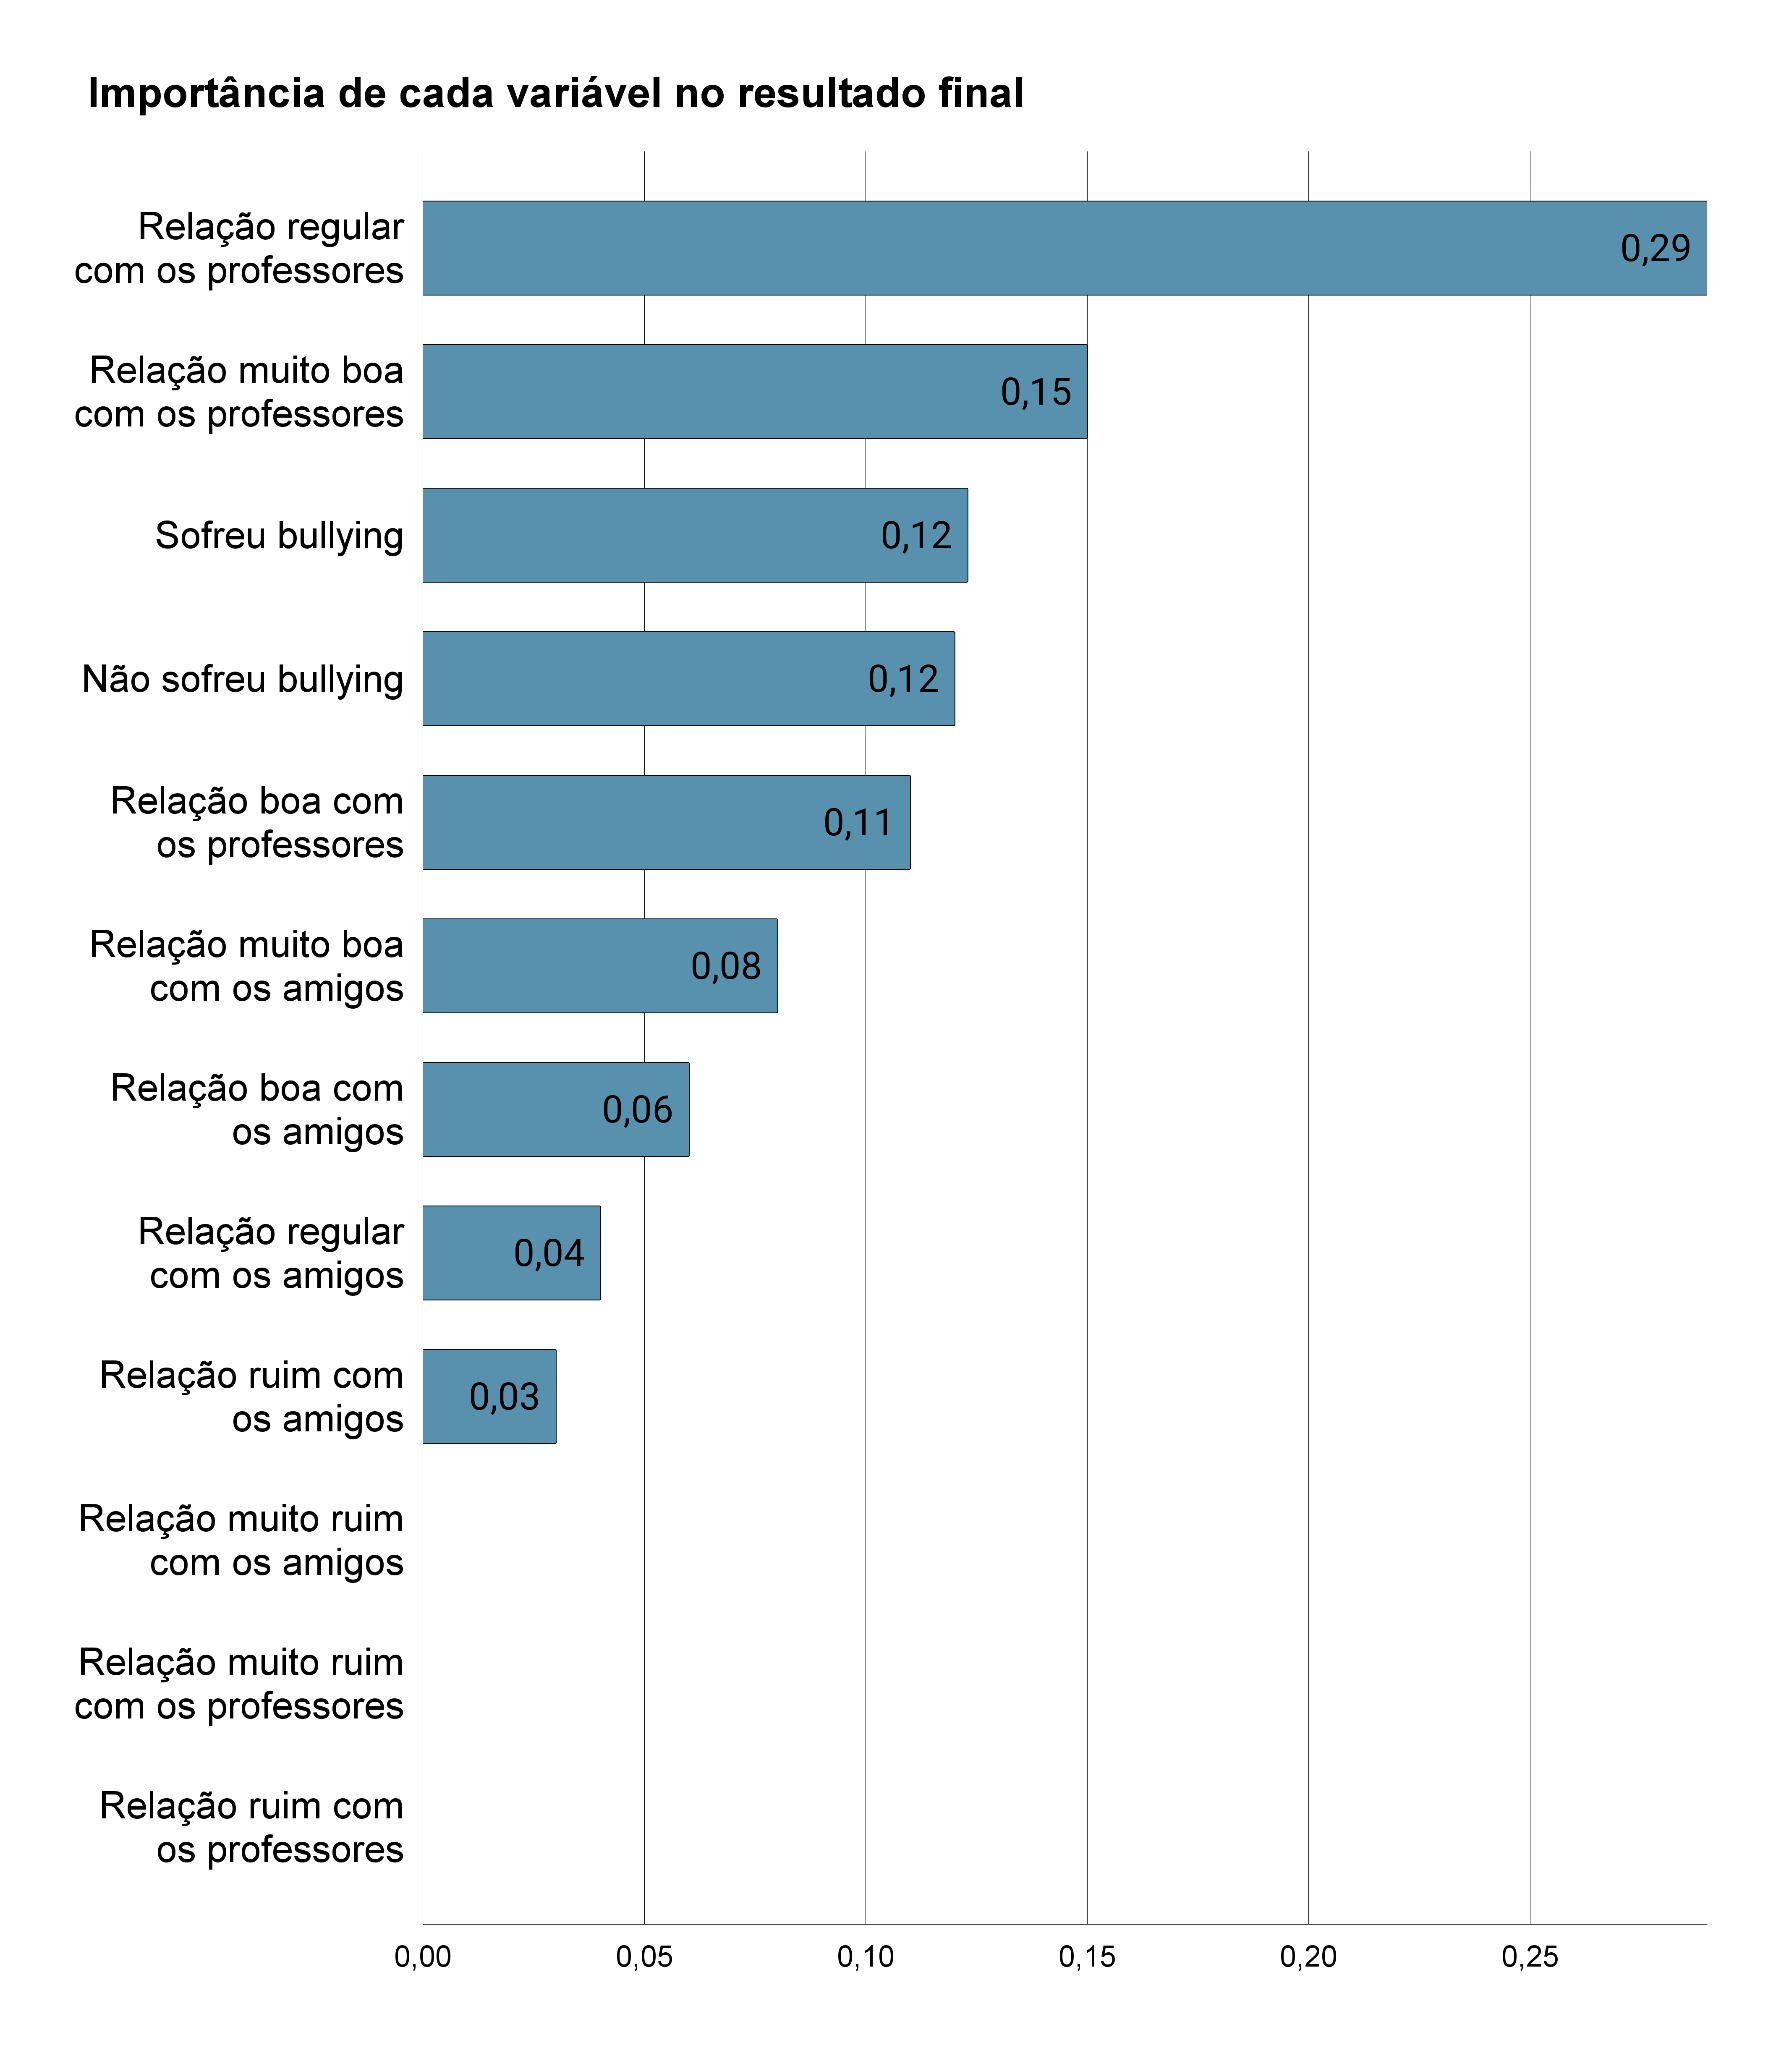 Importância de cada variável no resultado final
Relação regular
com os professores
0,29
Relação muito boa
com os professores
0,15
Sofreu bullying
0,12
Não sofreu bullying
0,12
Relação boa com
os professores
0,11
Relação muito boa
com os amigos
0,08
Relação boa com
os amigos
0,06
Relação regular
com os amigos
0,04
Relação ruim com
os amigos
0,03
Relação muito ruim
com os amigos
Relação muito ruim
com os professores
Relação ruim com
os professores
0,00 0,05 0,10 0,15 0,20 0,25